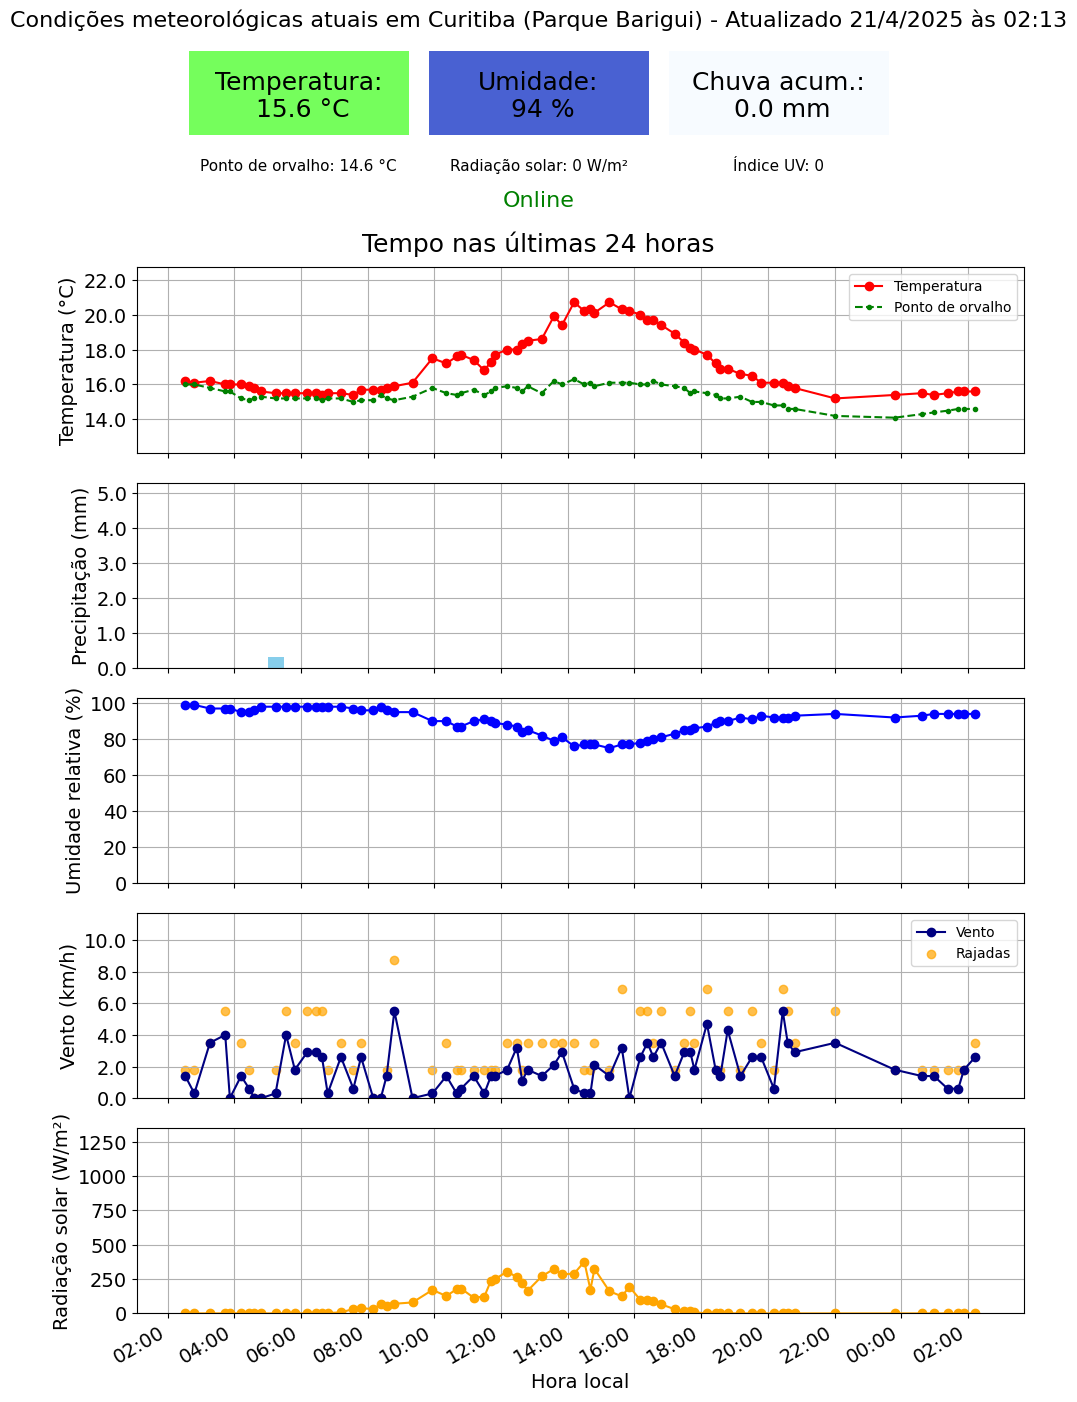 Condições meteorológicas atuais em Curitiba (Parque Barigui) - Atualizado 21/4/2025 às 02:13
Temperatura:
15.6 °C
Umidade:
94 %
Chuva acum.:
0.0 mm
Ponto de orvalho: 14.6 °C
Radiação solar: 0 W/m²
Índice UV: 0
Online
Tempo nas últimas 24 horas
Temperatura (°C)
22.0
20.0
18.0
16.0
14.0
Temperatura
Ponto de orvalho
Precipitação (mm)
5.0
4.0
3.0
2.0
1.0
0.0
Umidade relativa (%)
100
80
60
40
20
0
Vento (km/h)
10.0
8.0
6.0
4.0
2.0
0.0
Vento
Rajadas
Radiação solar (W/m²)
1250
1000
750
500
250
0
02:00
04:00
06:00
08:00
10:00
12:00
14:00
16:00
18:00
20:00
22:00
00:00
02:00
Hora local